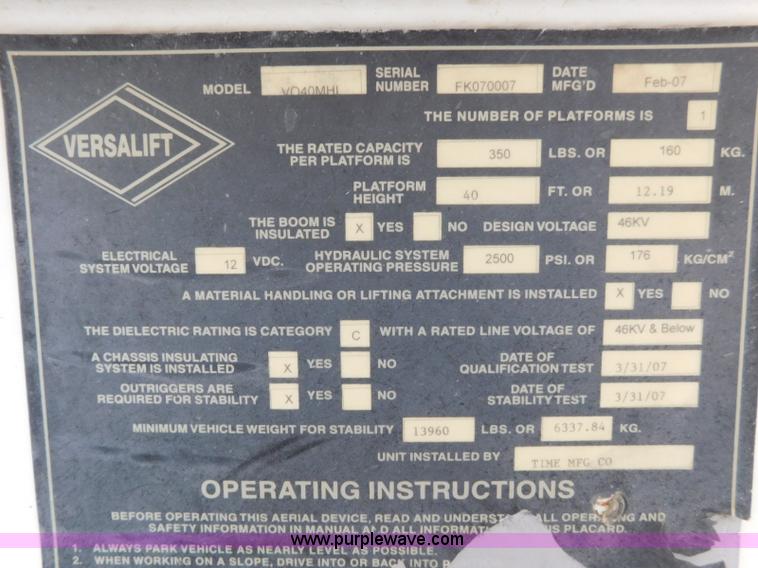 VERSALIFT
MODEL VO40MHI SERIAL NUMBER FK070007 DATE MFG'D Feb-07
THE NUMBER OF PLATFORMS IS 1
THE RATED CAPACITY PER PLATFORM IS 350 LBS. OR 160 KG.
PLATFORM HEIGHT 40 FT. OR 12.19 M.
THE BOOM IS INSULATED X YES NO DESIGN VOLTAGE 46KV
ELECTRICAL SYSTEM VOLTAGE 12 VDC. HYDRAULIC SYSTEM OPERATING PRESSURE 2500 PSI. OR 176 KG/CM²
A MATERIAL HANDLING OR LIFTING ATTACHMENT IS INSTALLED X YES NO
THE DIELECTRIC RATING IS CATEGORY C WITH A RATED LINE VOLTAGE OF 46KV & Below
A CHASSIS INSULATING SYSTEM IS INSTALLED X YES NO DATE OF QUALIFICATION TEST 3/31/07
OUTRIGGERS ARE REQUIRED FOR STABILITY X YES NO DATE OF STABILITY TEST 3/31/07
MINIMUM VEHICLE WEIGHT FOR STABILITY 13960 LBS. OR 6337.84 KG.
UNIT INSTALLED BY TIME MFG CO
OPERATING INSTRUCTIONS
BEFORE OPERATING THIS AERIAL DEVICE, READ AND ALL AND
SAFETY INFORMATION IN MANUAL AND ALL ON THIS PLACARD.
1. ALWAYS PARK VEHICLE AS NEARLY LEVEL AS POSSIBLE.
2. WHEN WORKING ON A SLOPE, DRIVE INTO OR BACK INTO
www.purplewave.com